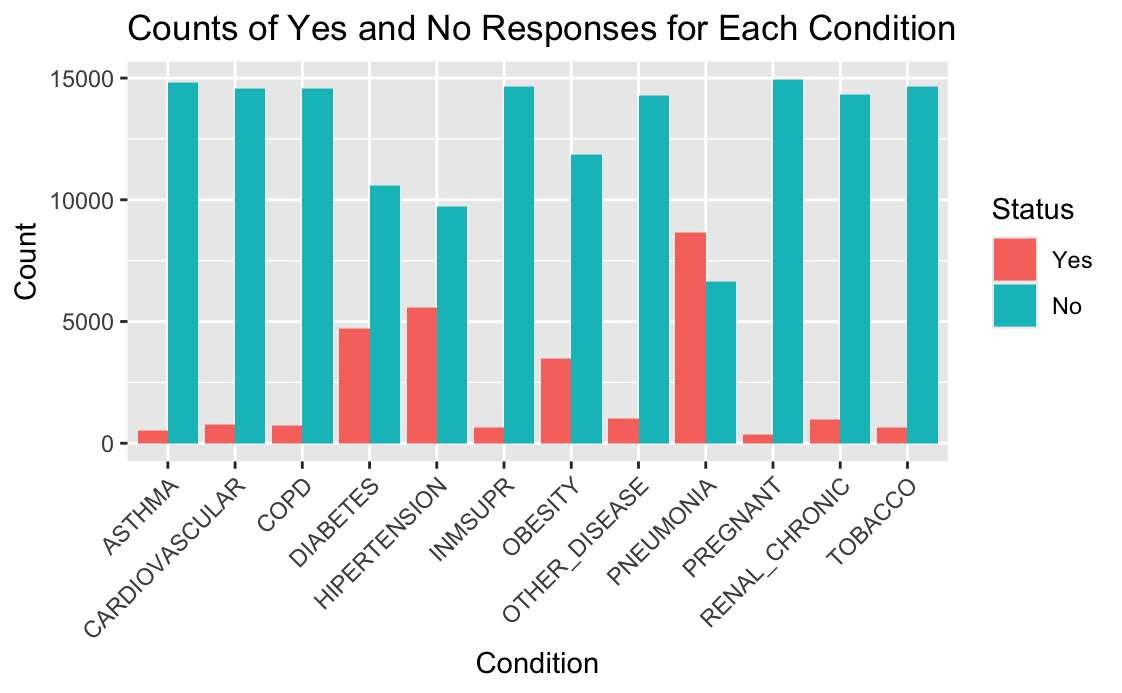 Counts of Yes and No Responses for Each Condition
15000
10000
5000
0
Count
ASTHMA
CARDIOVASCULAR
COPD
DIABETES
HIPERTENSION
INMSUPR
OBESITY
OTHER_DISEASE
PNEUMONIA
PREGNANT
RENAL_CHRONIC
TOBACCO
Condition
Status
Yes
No